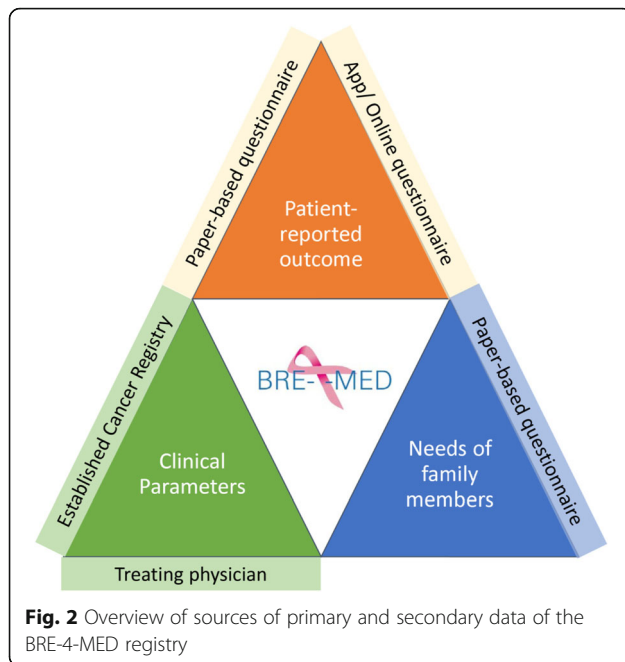 Paper-based questionnaire
App/ Online questionnaire
Patient-
reported
outcome
Established Cancer Registry
Paper-based questionnaire
BRE-4-MED
Clinical
Parameters
Needs of
family
members
Treating physician
Fig. 2 Overview of sources of primary and secondary data of the
BRE-4-MED registry